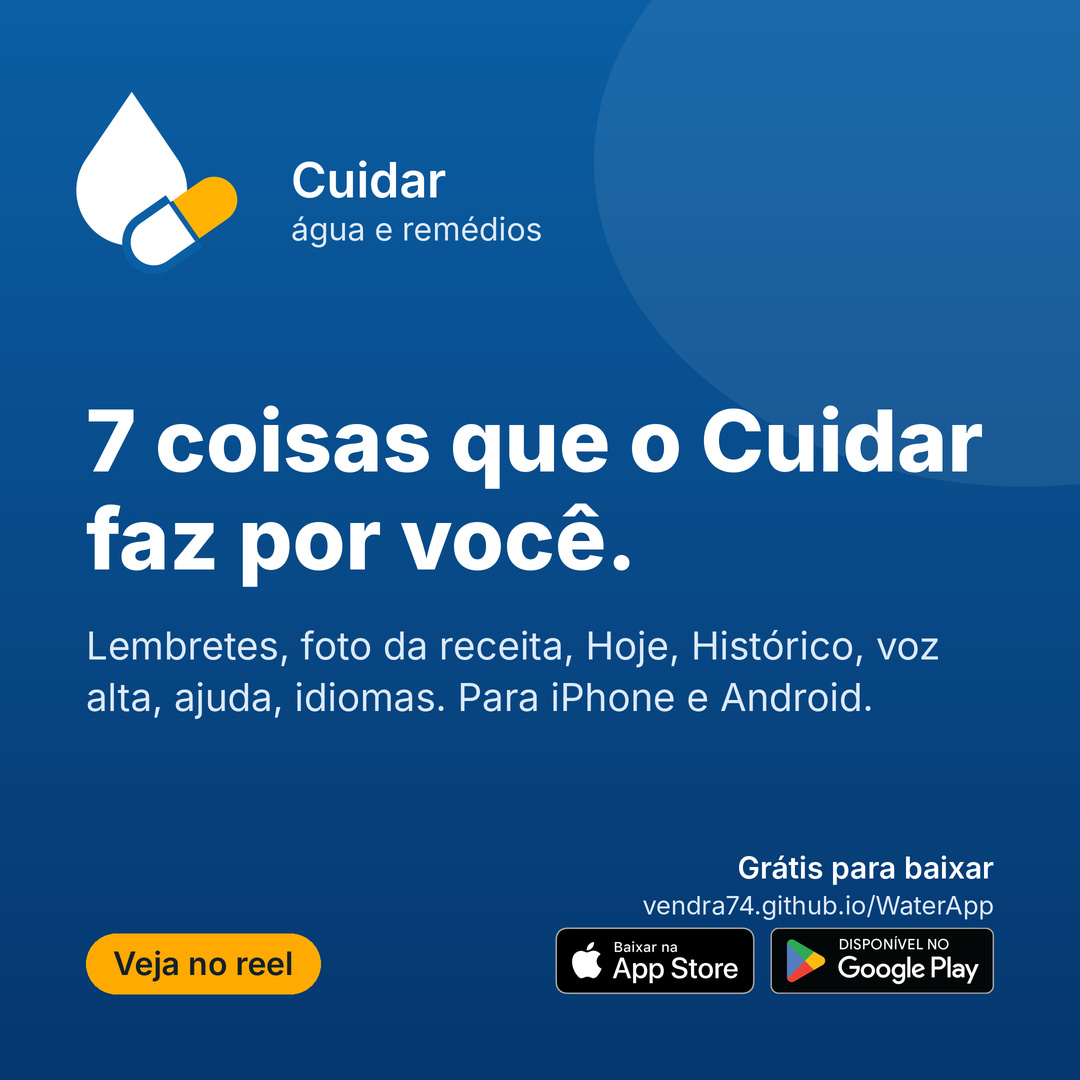 Cuidar
água e remédios
7 coisas que o Cuidar
faz por você.
Lembretes, foto da receita, Hoje, Histórico, voz
alta, ajuda, idiomas. Para iPhone e Android.
Grátis para baixar
vendra74.github.io/WaterApp
Veja no reel
Baixar na
App Store
DISPONÍVEL NO
Google Play